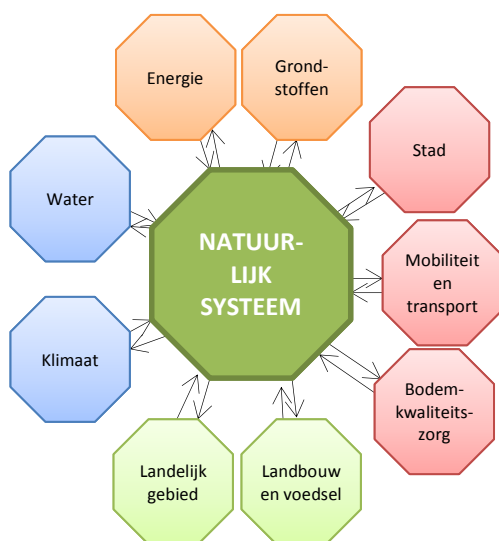 Energie
Grond-
stoffen
Stad
Water
NATUUR-
LIJK
SYSTEEM
Mobiliteit
en
transport
Klimaat
Bodem-
kwaliteits-
zorg
Landelijk
gebied
Landbouw
en voedsel